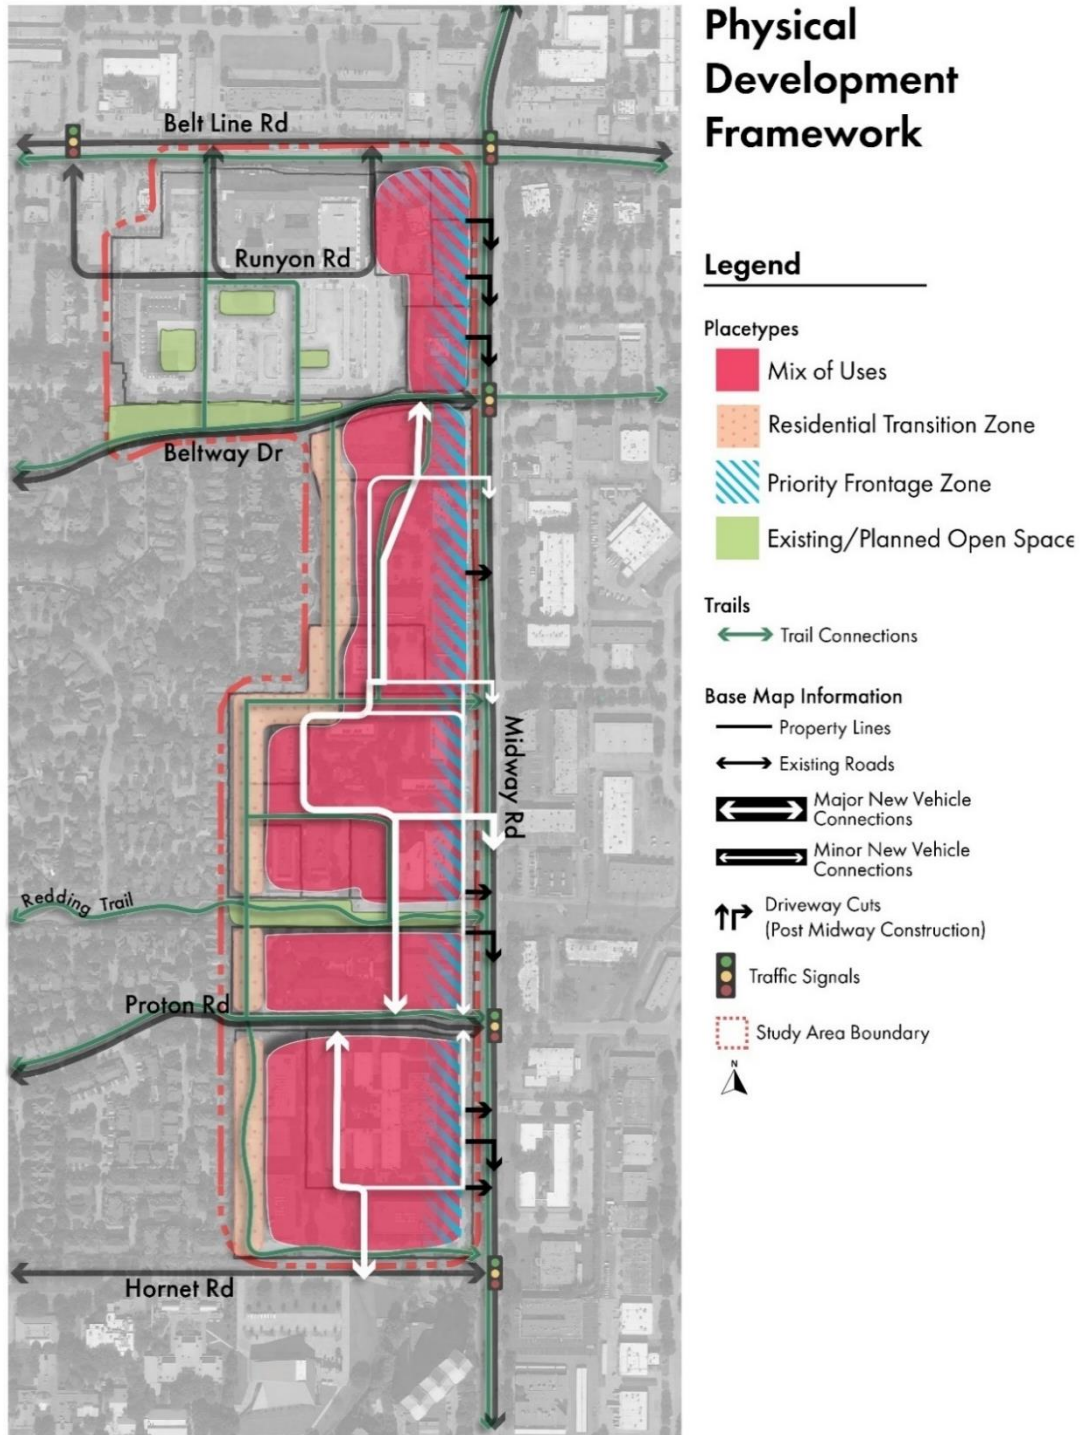 Physical
Development
Framework
Belt Line Rd
Runyon Rd
Beltway Dr
Midway Rd
Redding Trail
Proton Rd
Hornet Rd
Legend
Placetypes
Mix of Uses
Residential Transition Zone
Priority Frontage Zone
Existing/Planned Open Space
Trails
Trail Connections
Base Map Information
Property Lines
Existing Roads
Major New Vehicle
Connections
Minor New Vehicle
Connections
Driveway Cuts
(Post Midway Construction)
Traffic Signals
Study Area Boundary
N